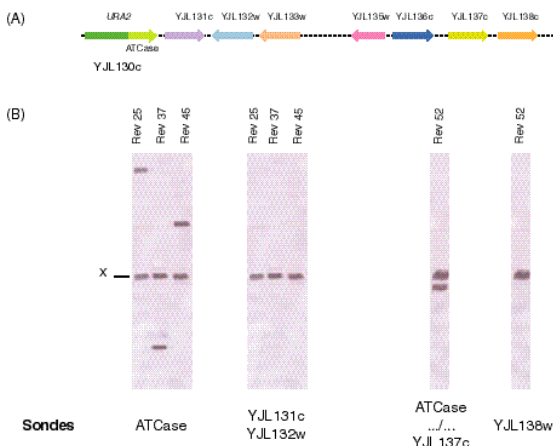 (A)
URA2 YJL131c YJL132w YJL133w YJL135w YJL136c YJL137c YJL138c
ATCase
YJL130c
(B)
Rev 25 Rev 37 Rev 45 Rev 25 Rev 37 Rev 45 Rev 52 Rev 52
X
Sondes ATCase YJL131c YJL132w ATCase .../... YJL137c YJL138w